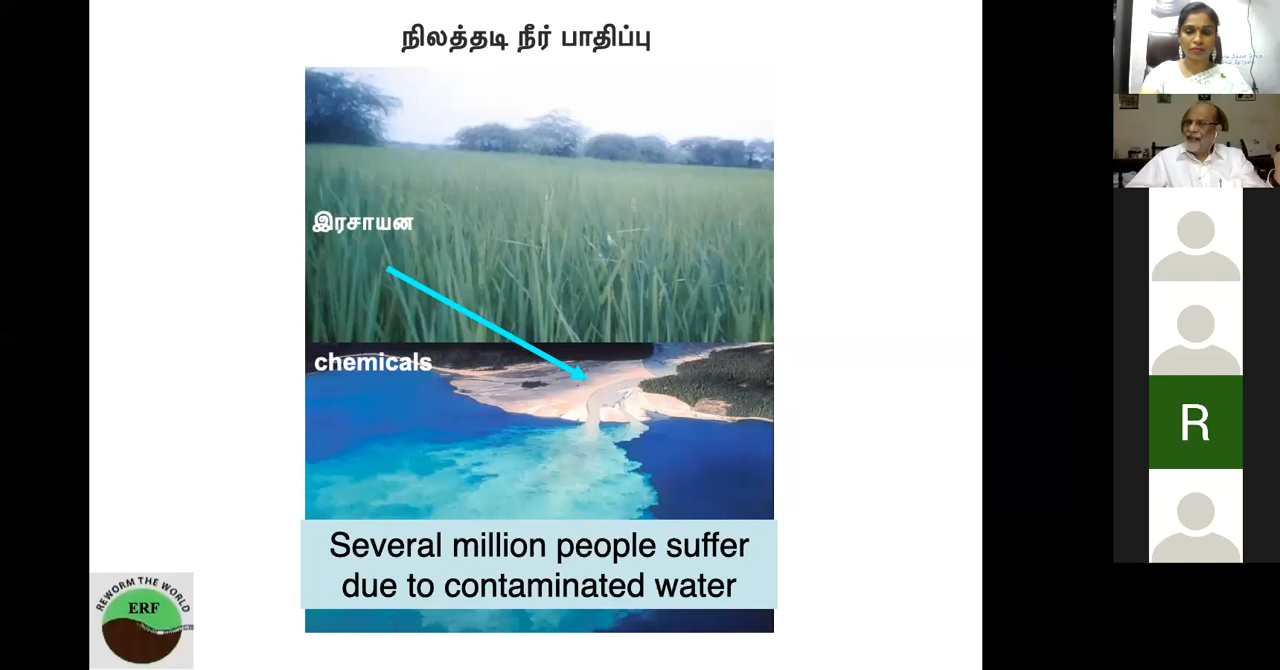 நிலத்தடி நீர் பாதிப்பு
இரசாயன
chemicals
Several million people suffer
due to contaminated water
REWORM THE WORLD
ERF
R